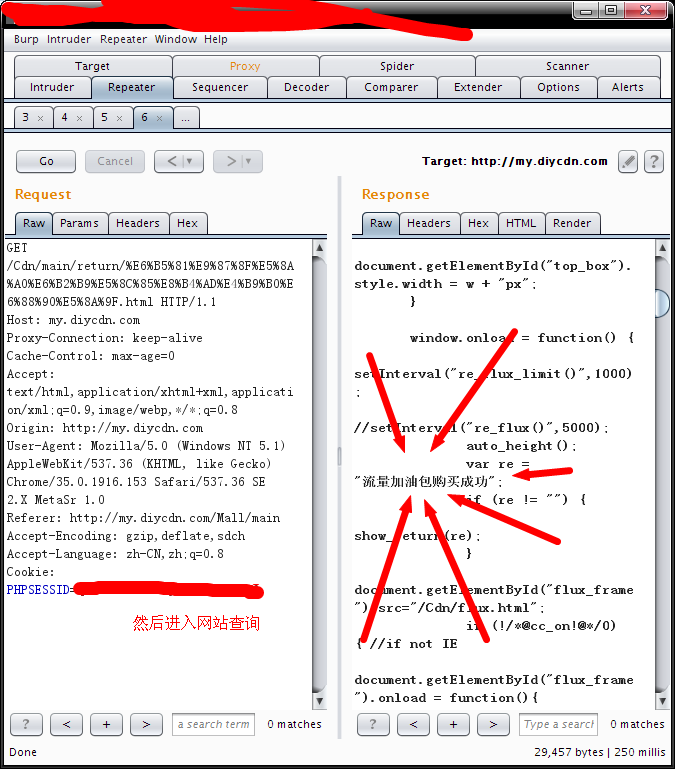 Burp Intruder Repeater Window Help
Target Proxy Spider Scanner
Intruder Repeater Sequencer Decoder Comparer Extender Options Alerts
3 × 4 × 5 × 6 × ...
Go Cancel < ▼ > ▼ Target: http://my.diycdn.com ?
Request
Raw Params Headers Hex
GET
/Cdn/main/return/%E6%B5%81%E9%87%8F%E5%8A
%A0%E6%B2%B9%E5%8C%85%E8%B4%AD%E4%B9%B0%E
6%88%90%E5%8A%9F.html HTTP/1.1
Host: my.diycdn.com
Proxy-Connection: keep-alive
Cache-Control: max-age=0
Accept:
text/html,application/xhtml+xml,applicati
on/xml;q=0.9,image/webp,*/*;q=0.8
Origin: http://my.diycdn.com
User-Agent: Mozilla/5.0 (Windows NT 5.1)
AppleWebKit/537.36 (KHTML, like Gecko)
Chrome/35.0.1916.153 Safari/537.36 SE
2.X MetaSr 1.0
Referer: http://my.diycdn.com/Mall/main
Accept-Encoding: gzip,deflate,sdch
Accept-Language: zh-CN,zh;q=0.8
Cookie:
PHPSESSID=
然后进入网站查询
? < + > a search term 0 matches
Response
Raw Headers Hex HTML Render
document.getElementById("top_box").
style.width = w + "px";
}
window.onload = function() {
setInterval("re_flux_limit()",1000)
;
//setInterval("re_flux()",5000);
auto_height();
var re =
"流量加油包购买成功";
if (re != "") {
show_return(re);
}
document.getElementById("flux_frame
").src="/Cdn/flux.html";
if (!/*@cc_on!@*/0)
{ //if not IE
document.getElementById("flux_frame
").onload = function(){
? < + > Type a search 0 matches
Done 29,457 bytes | 250 millis